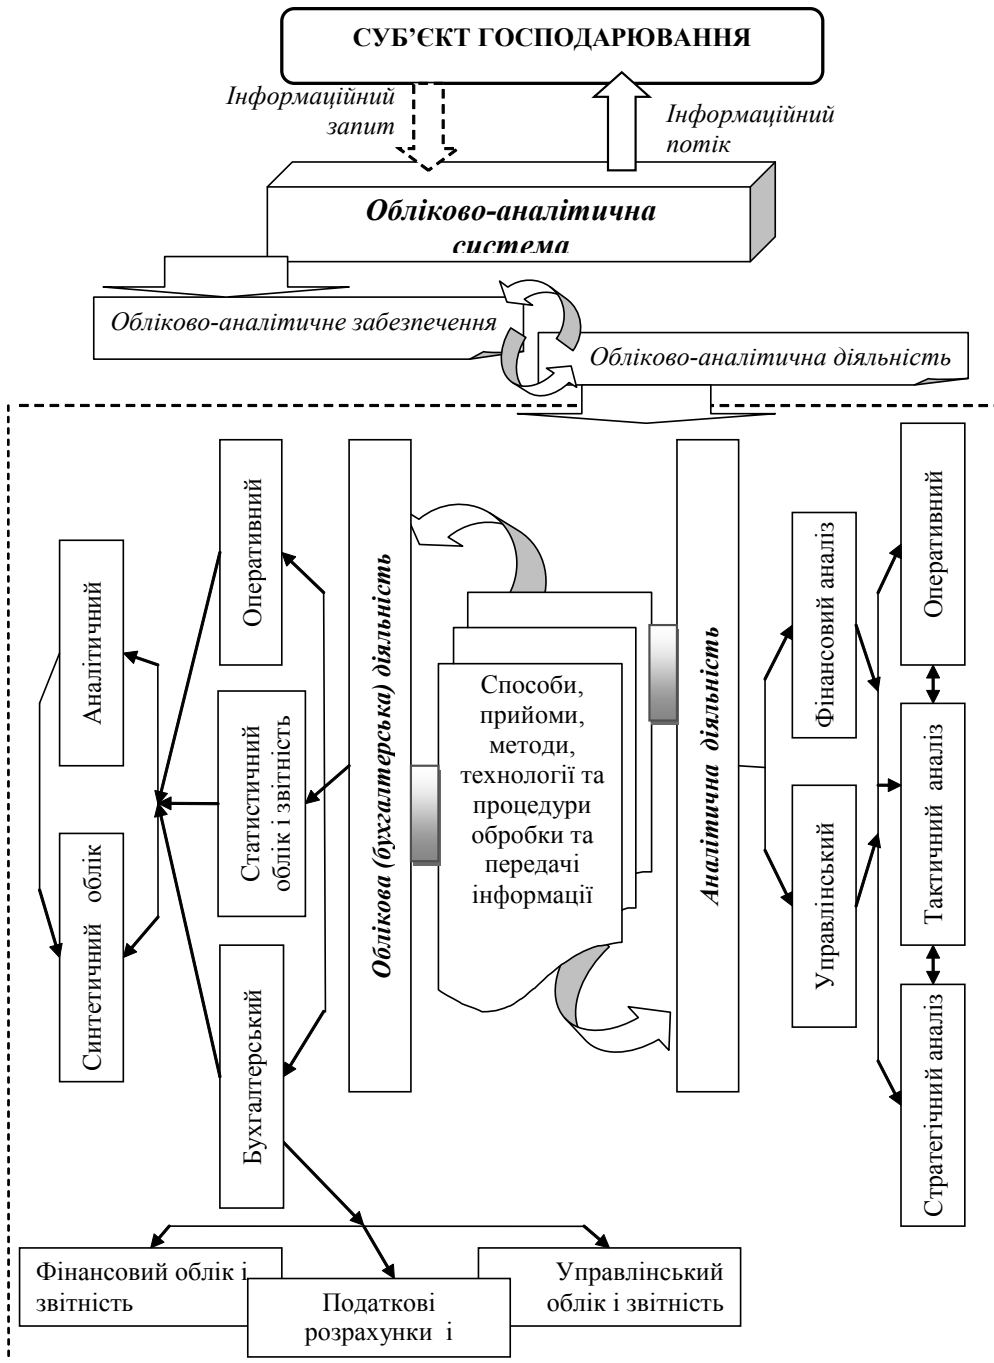 СУБ’ЄКТ ГОСПОДАРЮВАННЯ
Інформаційний
запит
Інформаційний
потік
Обліково-аналітична
система
Обліково-аналітичне забезпечення
Обліково-аналітична діяльність
Аналітичний
Синтетичний облік
Оперативний
Статистичний
облік і звітність
Бухгалтерський
Облікова (бухгалтерська) діяльність
Способи,
прийоми,
методи,
технології та
процедури
обробки та
передачі
інформації
Аналітична діяльність
Фінансовий аналіз
Управлінський
Оперативний
Тактичний аналіз
Стратегічний аналіз
Фінансовий облік і
звітність
Податкові
розрахунки і
Управлінський
облік і звітність